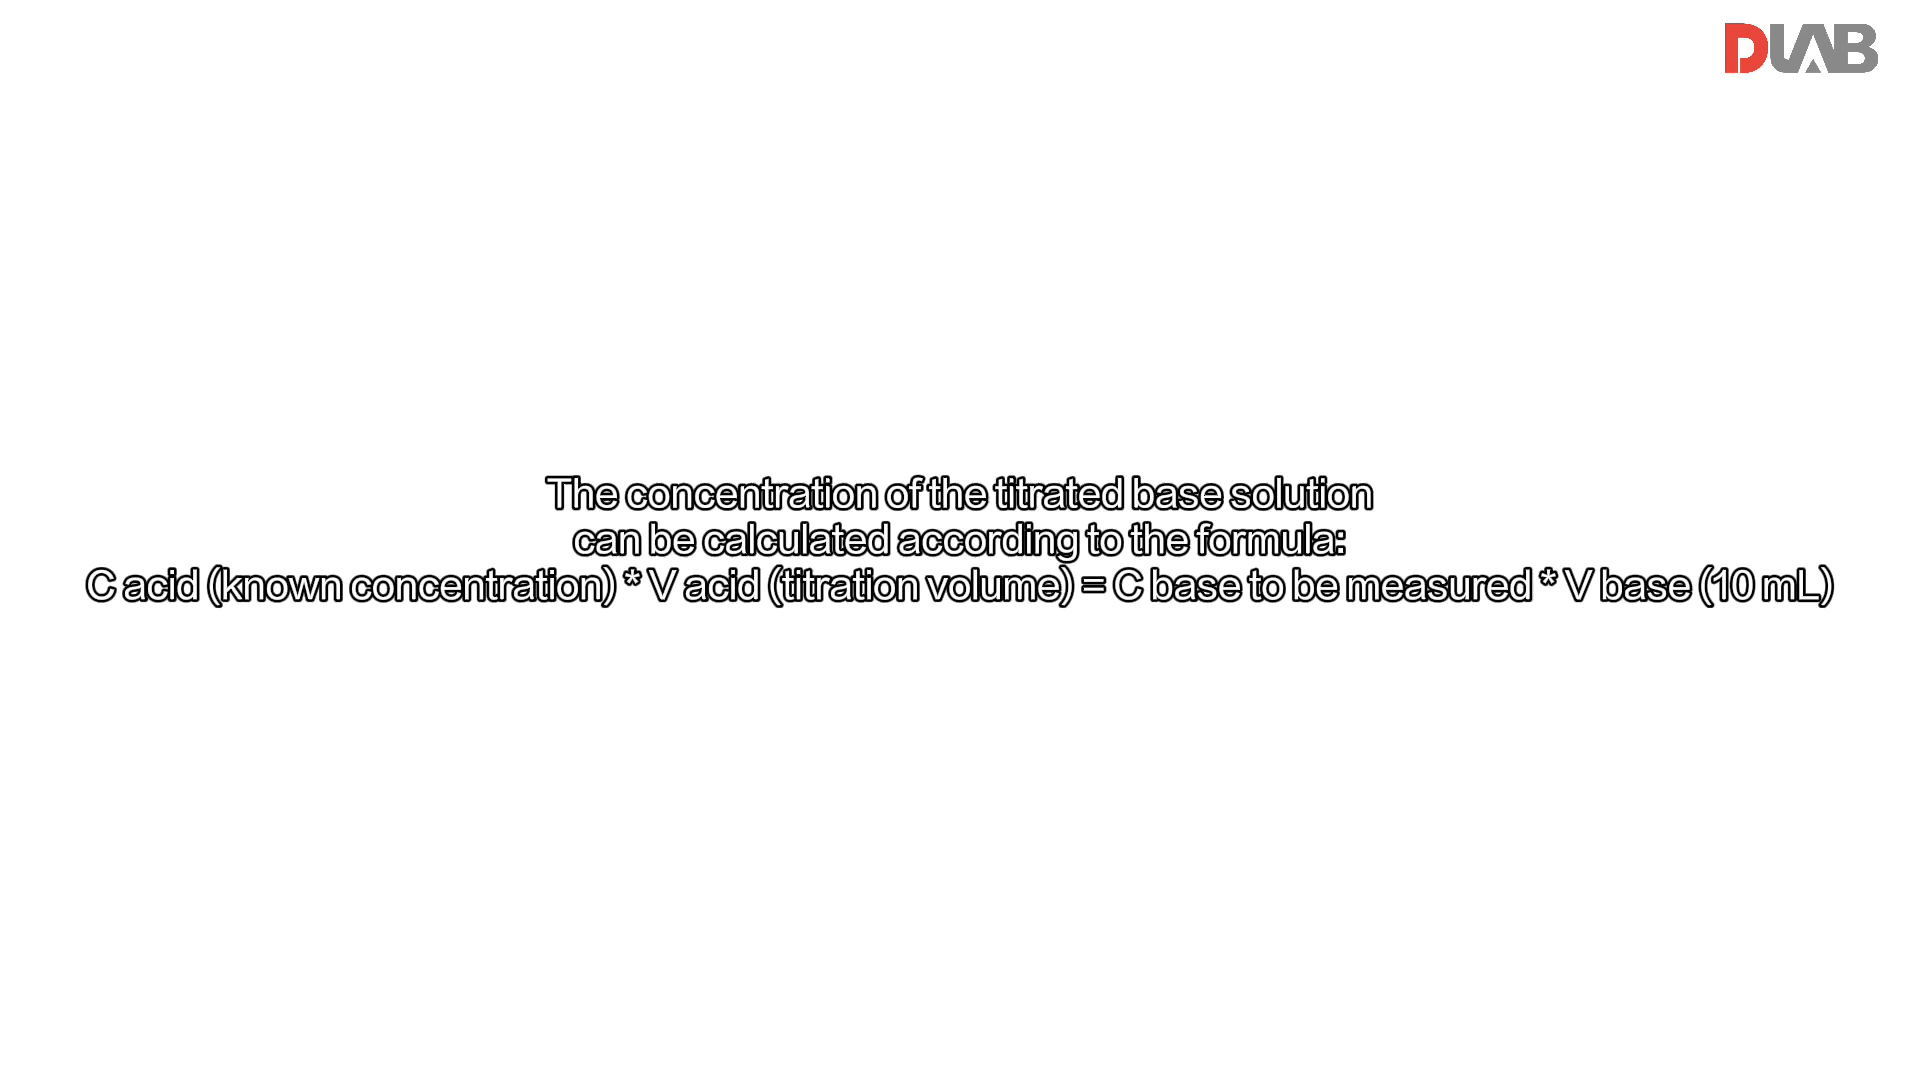 DLAB
The concentration of the titrated base solution
can be calculated according to the formula:
C acid (known concentration) * V acid (titration volume) = C base to be measured * V base (10 mL)